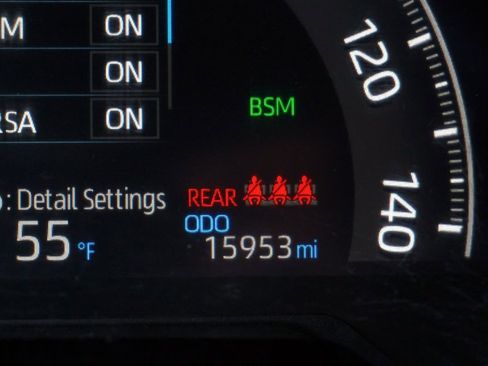 M ON
ON
RSA ON
BSM
120
: Detail Settings
REAR
140
ODO
55 °F
15953 mi